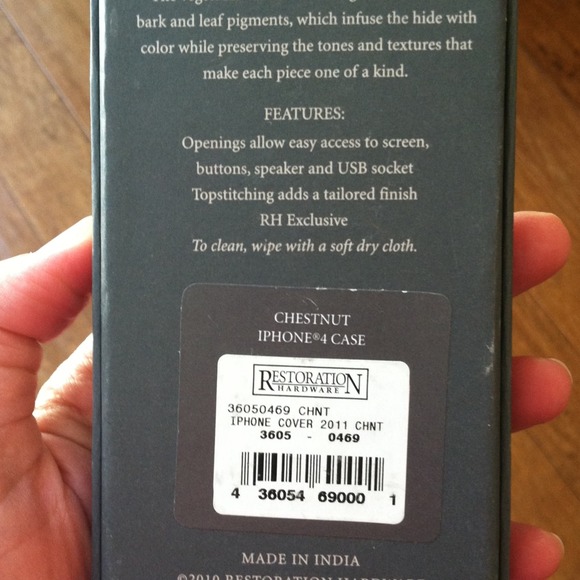 bark and leaf pigments, which infuse the hide with
color while preserving the tones and textures that
make each piece one of a kind.
FEATURES:
Openings allow easy access to screen,
buttons, speaker and USB socket
Topstitching adds a tailored finish
RH Exclusive
To clean, wipe with a soft dry cloth.
CHESTNUT
IPHONE®4 CASE
RESTORATION
HARDWARE
36050469 CHNT
IPHONE COVER 2011 CHNT
3605 - 0469
4 36054 69000 1
MADE IN INDIA
©2010 RESTORATION HARDWARE